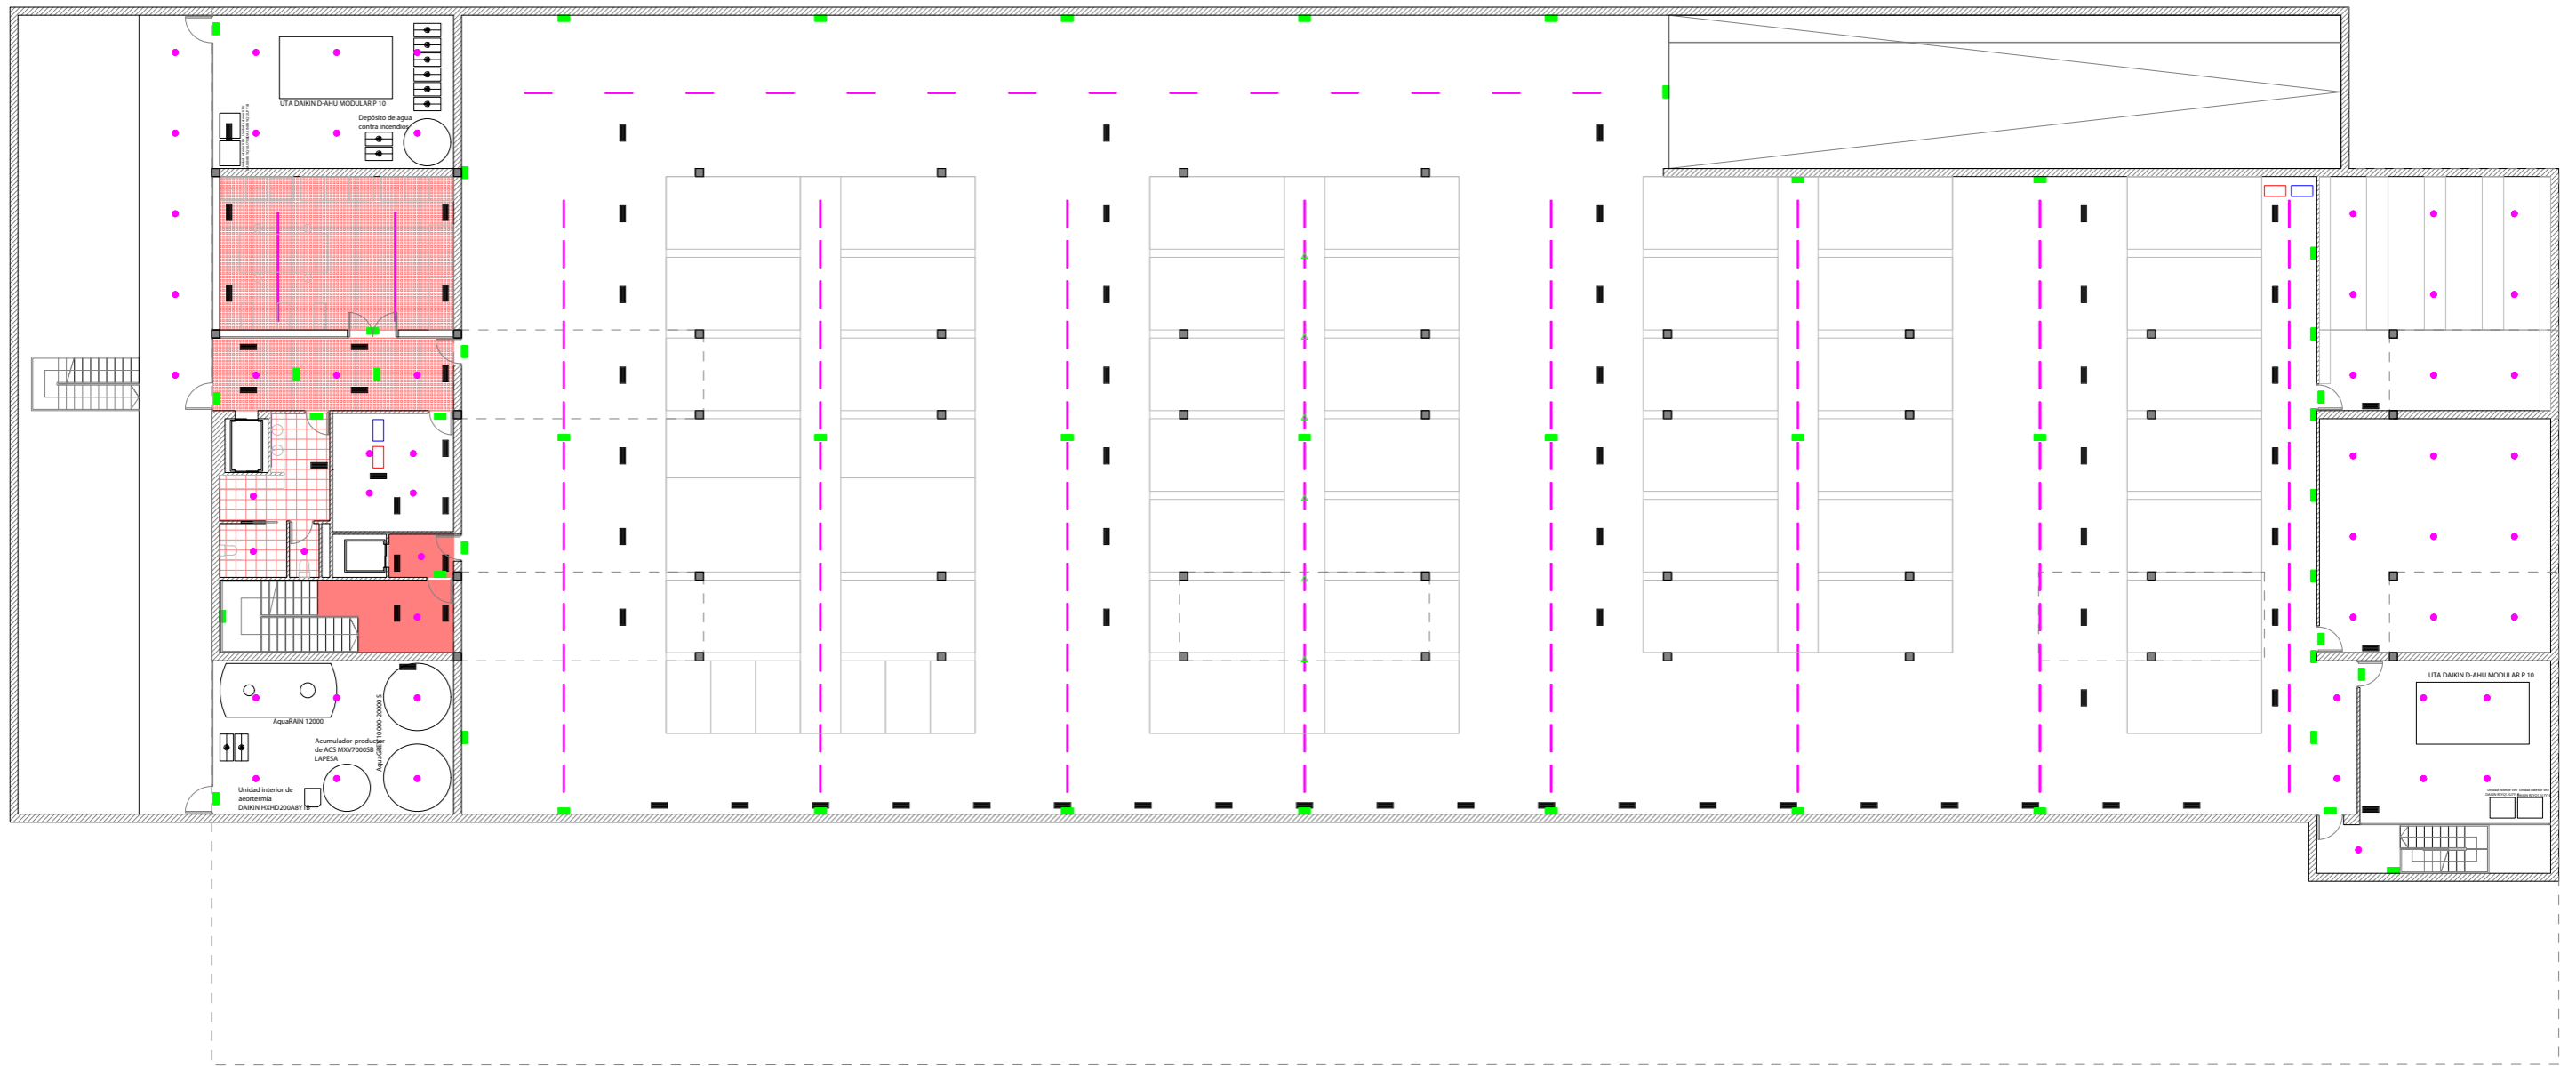 UTA DAIKIN D-AHU MODULAR P 10
Depósito de agua
contra incendios
UTA DAIKIN D-AHU MODULAR P 10
AquaRAIN 12000
Acumulador-productor
de ACS MXV7000SB
LAPESA
Unidad interior de
aeortermia
DAIKIN HXHD200A8Y1B